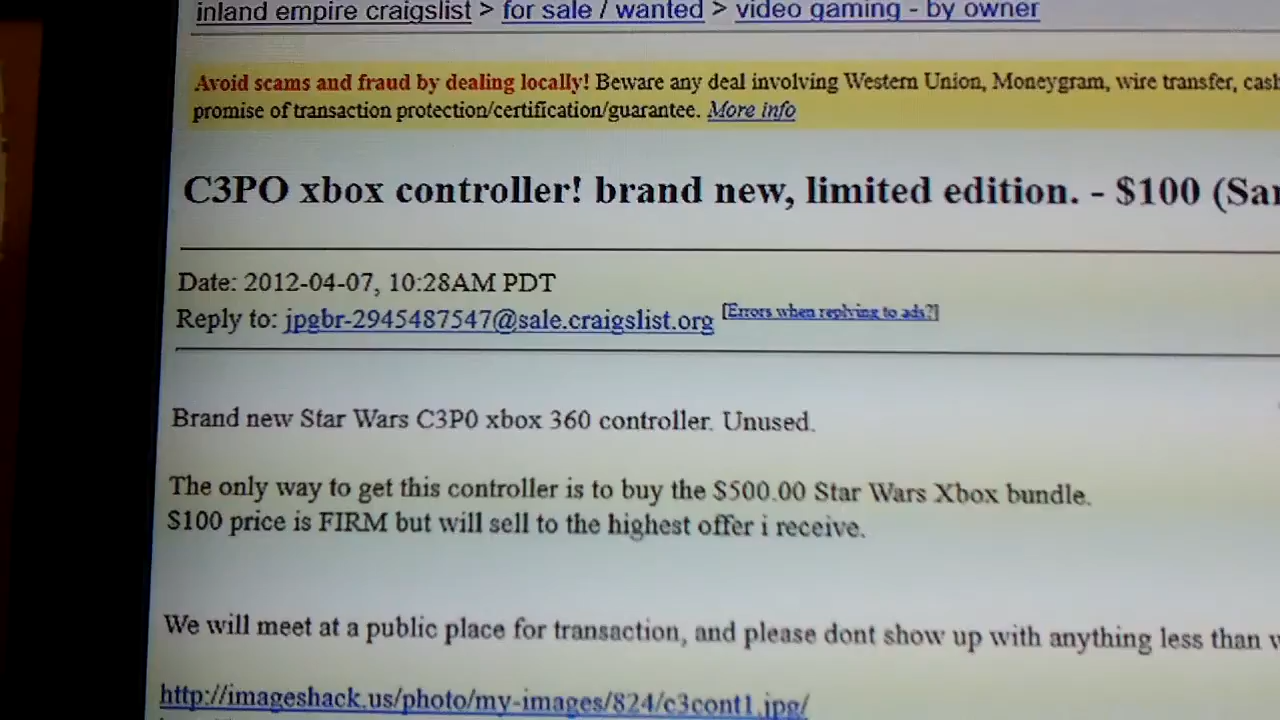 inland empire craigslist > for sale / wanted > video gaming - by owner
Avoid scams and fraud by dealing locally! Beware any deal involving Western Union, Moneygram, wire transfer, cash
promise of transaction protection/certification/guarantee. More info
C3PO xbox controller! brand new, limited edition. - $100 (Sa
Date: 2012-04-07, 10:28AM PDT
Reply to: jpgbr-2945487547@sale.craigslist.org [Errors when replying to ads?]
Brand new Star Wars C3P0 xbox 360 controller. Unused.
The only way to get this controller is to buy the $500.00 Star Wars Xbox bundle.
$100 price is FIRM but will sell to the highest offer i receive.
We will meet at a public place for transaction, and please dont show up with anything less than
http://imageshack.us/photo/my-images/824/c3cont1.jpg/